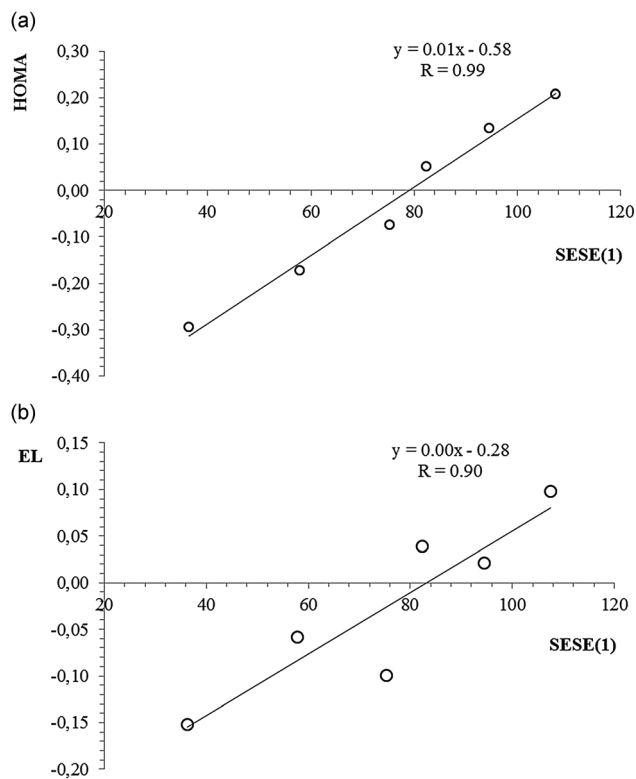 (a)
HOMA
y = 0.01x - 0.58
R = 0.99
0,30
0,20
0,10
0,00
-0,10
-0,20
-0,30
-0,40
20 40 60 80 100 120
SESE(1)
(b)
EL
y = 0.00x - 0.28
R = 0.90
0,15
0,10
0,05
0,00
-0,05
-0,10
-0,15
-0,20
20 40 60 80 100 120
SESE(1)